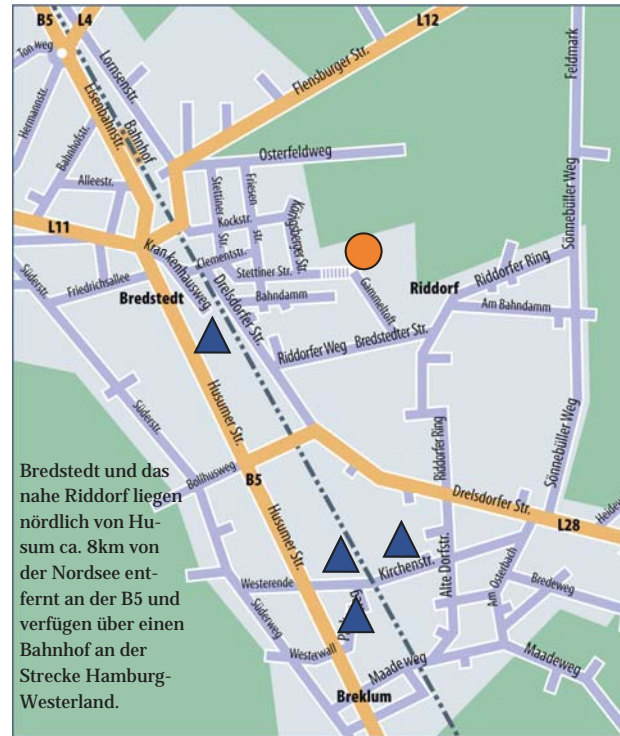 B5
L4
L12
Ton weg
Lornsenstr.
Flensburger Str.
Feldmark
Hermannstr.
Bahnhofstr.
Eisenbahnstr.
Bahnhof
Osterfeldweg
Alleestr.
Stettiner Str.
Friesen str.
Königsberger Str.
Kockstr.
Sönnebüller Weg
L11
Krankenhausweg
Clementstr.
Stettiner Str.
Süderstr.
Friedrichsallee
Bahndamm
Gammeltoft
Riddorf
Riddorfer Ring
Am Bahndamm
Bredstedt
Drelsdorfer Str.
Riddorfer Weg
Bredstedter Str.
Husumer Str.
Süderstr.
Riddorfer Ring
Sönnebüller Weg
Bollhusweg
B5
Drelsdorfer Str.
L28
Bredstedt und das
nahe Riddorf liegen
nördlich von Hu-
sum ca. 8km von
der Nordsee ent-
fernt an der B5 und
verfügen über einen
Bahnhof an der
Strecke Hamburg-
Westerland.
Husumer Str.
Kirchenstr.
Alte Dorfstr.
Am Osterbach
Bredeweg
Westerende
Süderweg
Westerwall
Maadeweg
Maadeweg
Breklum